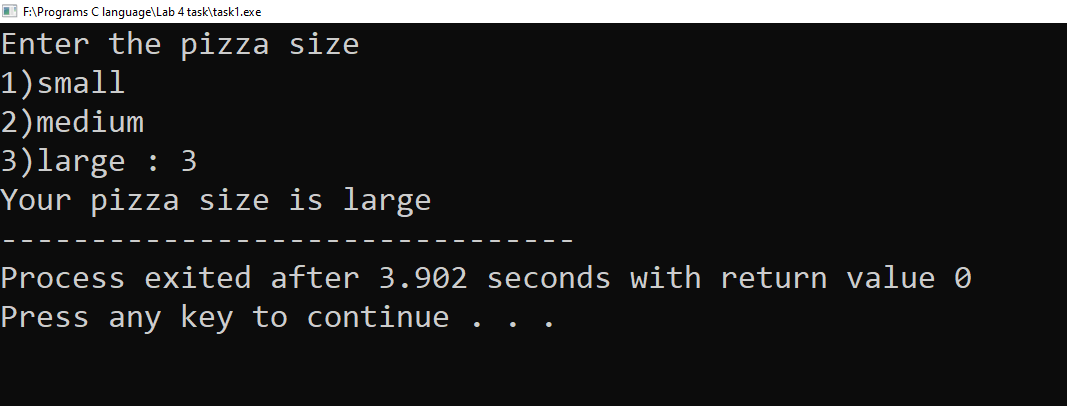 F:\Programs C language\Lab 4 task\task1.exe
Enter the pizza size
1)small
2)medium
3)large : 3
Your pizza size is large
--------------------------------
Process exited after 3.902 seconds with return value 0
Press any key to continue . . .